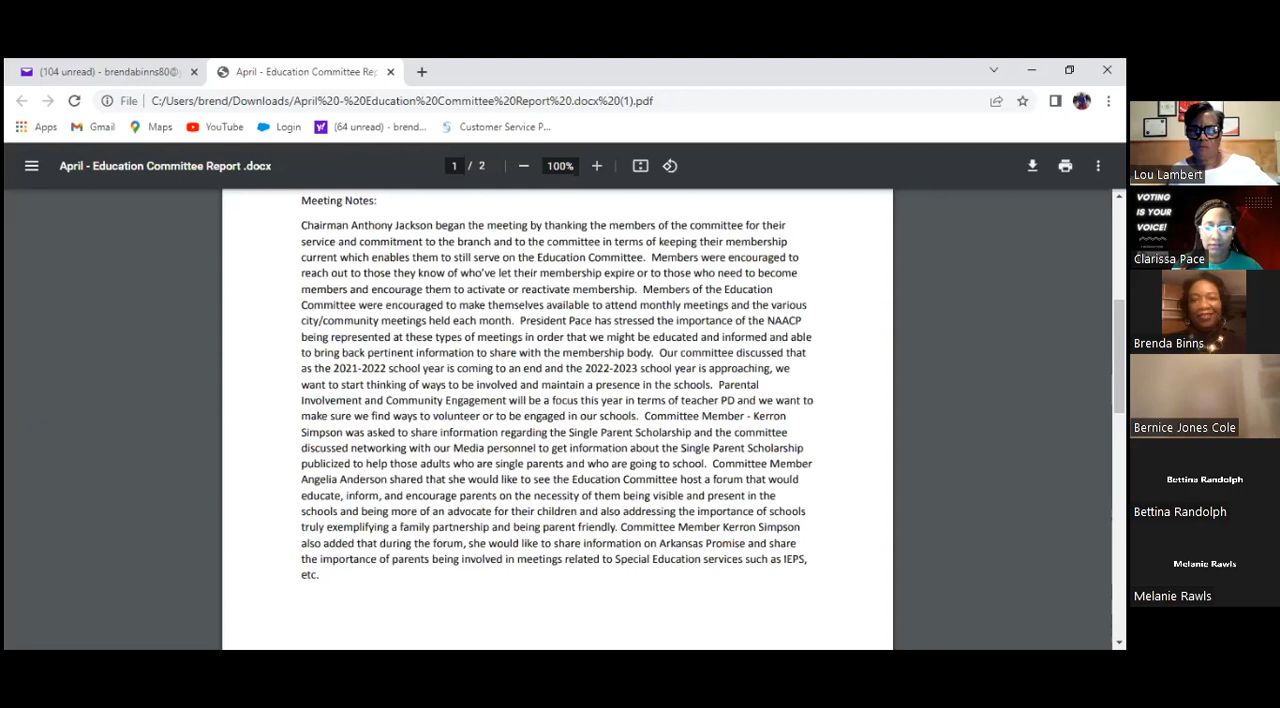 (104 unread) - brendabinns80@
April - Education Committee Rep
File C:/Users/brend/Downloads/April%20-%20Education%20Committee%20Report%20.docx%20(1).pdf
Apps Gmail Maps YouTube Login (64 unread) - brend... Customer Service P...
April - Education Committee Report .docx 1 / 2 100%
Meeting Notes:
Chairman Anthony Jackson began the meeting by thanking the members of the committee for their
service and commitment to the branch and to the committee in terms of keeping their membership
current which enables them to still serve on the Education Committee. Members were encouraged to
reach out to those they know of who've let their membership expire or to those who need to become
members and encourage them to activate or reactivate membership. Members of the Education
Committee were encouraged to make themselves available to attend monthly meetings and the various
city/community meetings held each month. President Pace has stressed the importance of the NAACP
being represented at these types of meetings in order that we might be educated and informed and able
to bring back pertinent information to share with the membership body. Our committee discussed that
as the 2021-2022 school year is coming to an end and the 2022-2023 school year is approaching, we
want to start thinking of ways to be involved and maintain a presence in the schools. Parental
Involvement and Community Engagement will be a focus this year in terms of teacher PD and we want to
make sure we find ways to volunteer or to be engaged in our schools. Committee Member - Kerron
Simpson was asked to share information regarding the Single Parent Scholarship and the committee
discussed networking with our Media personnel to get information about the Single Parent Scholarship
publicized to help those adults who are single parents and who are going to school. Committee Member
Angelia Anderson shared that she would like to see the Education Committee host a forum that would
educate, inform, and encourage parents on the necessity of them being visible and present in the
schools and being more of an advocate for their children and also addressing the importance of schools
truly exemplifying a family partnership and being parent friendly. Committee Member Kerron Simpson
also added that during the forum, she would like to share information on Arkansas Promise and share
the importance of parents being involved in meetings related to Special Education services such as IEPS,
etc.
Lou Lambert
VOTING
IS YOUR
VOICE!
Clarissa Pace
Brenda Binns
Bernice Jones Cole
Bettina Randolph
Bettina Randolph
Melanie Rawls
Melanie Rawls